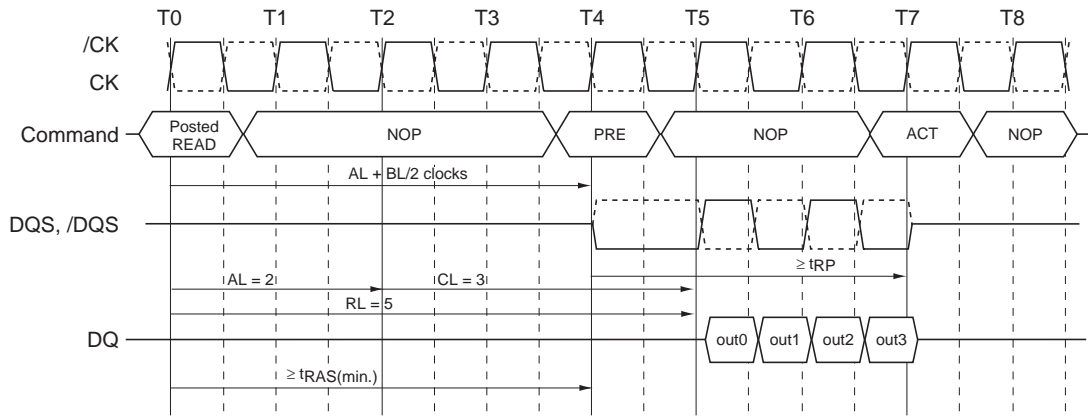 T0 T1 T2 T3 T4 T5 T6 T7 T8
/CK
CK
Command
Posted
READ
NOP
PRE
NOP
ACT
NOP
AL + BL/2 clocks
DQS, /DQS
≥ tRP
AL = 2
CL = 3
RL = 5
DQ
out0 out1 out2 out3
≥ tRAS(min.)